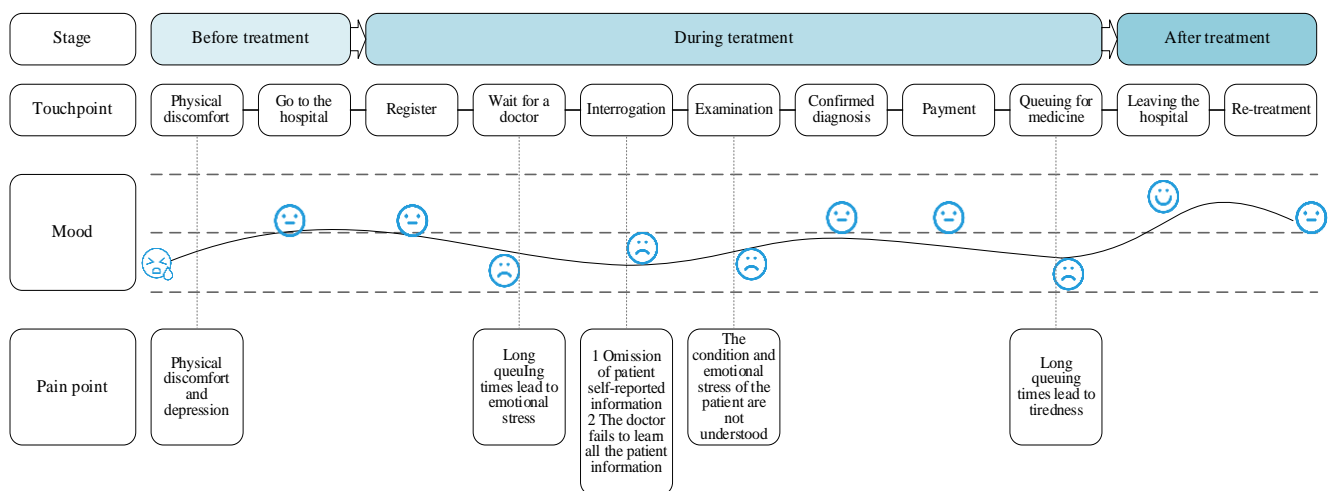 Stage
Before treatment
During teratment
After treatment
Touchpoint
Physical
discomfort
Go to the
hospital
Register
Wait for a
doctor
Interrogation
Examination
Confirmed
diagnosis
Payment
Queuing for
medicine
Leaving the
hospital
Re-treatment
Mood
Pain point
Physical
discomfort
and
depression
Long
queuIng
times lead to
emotional
stress
1 Omission
of patient
self-reported
information
2 The doctor
fails to learn
all the patient
information
The
condition and
emotional
stress of the
patient are
not
understood
Long
queuing
times lead to
tiredness